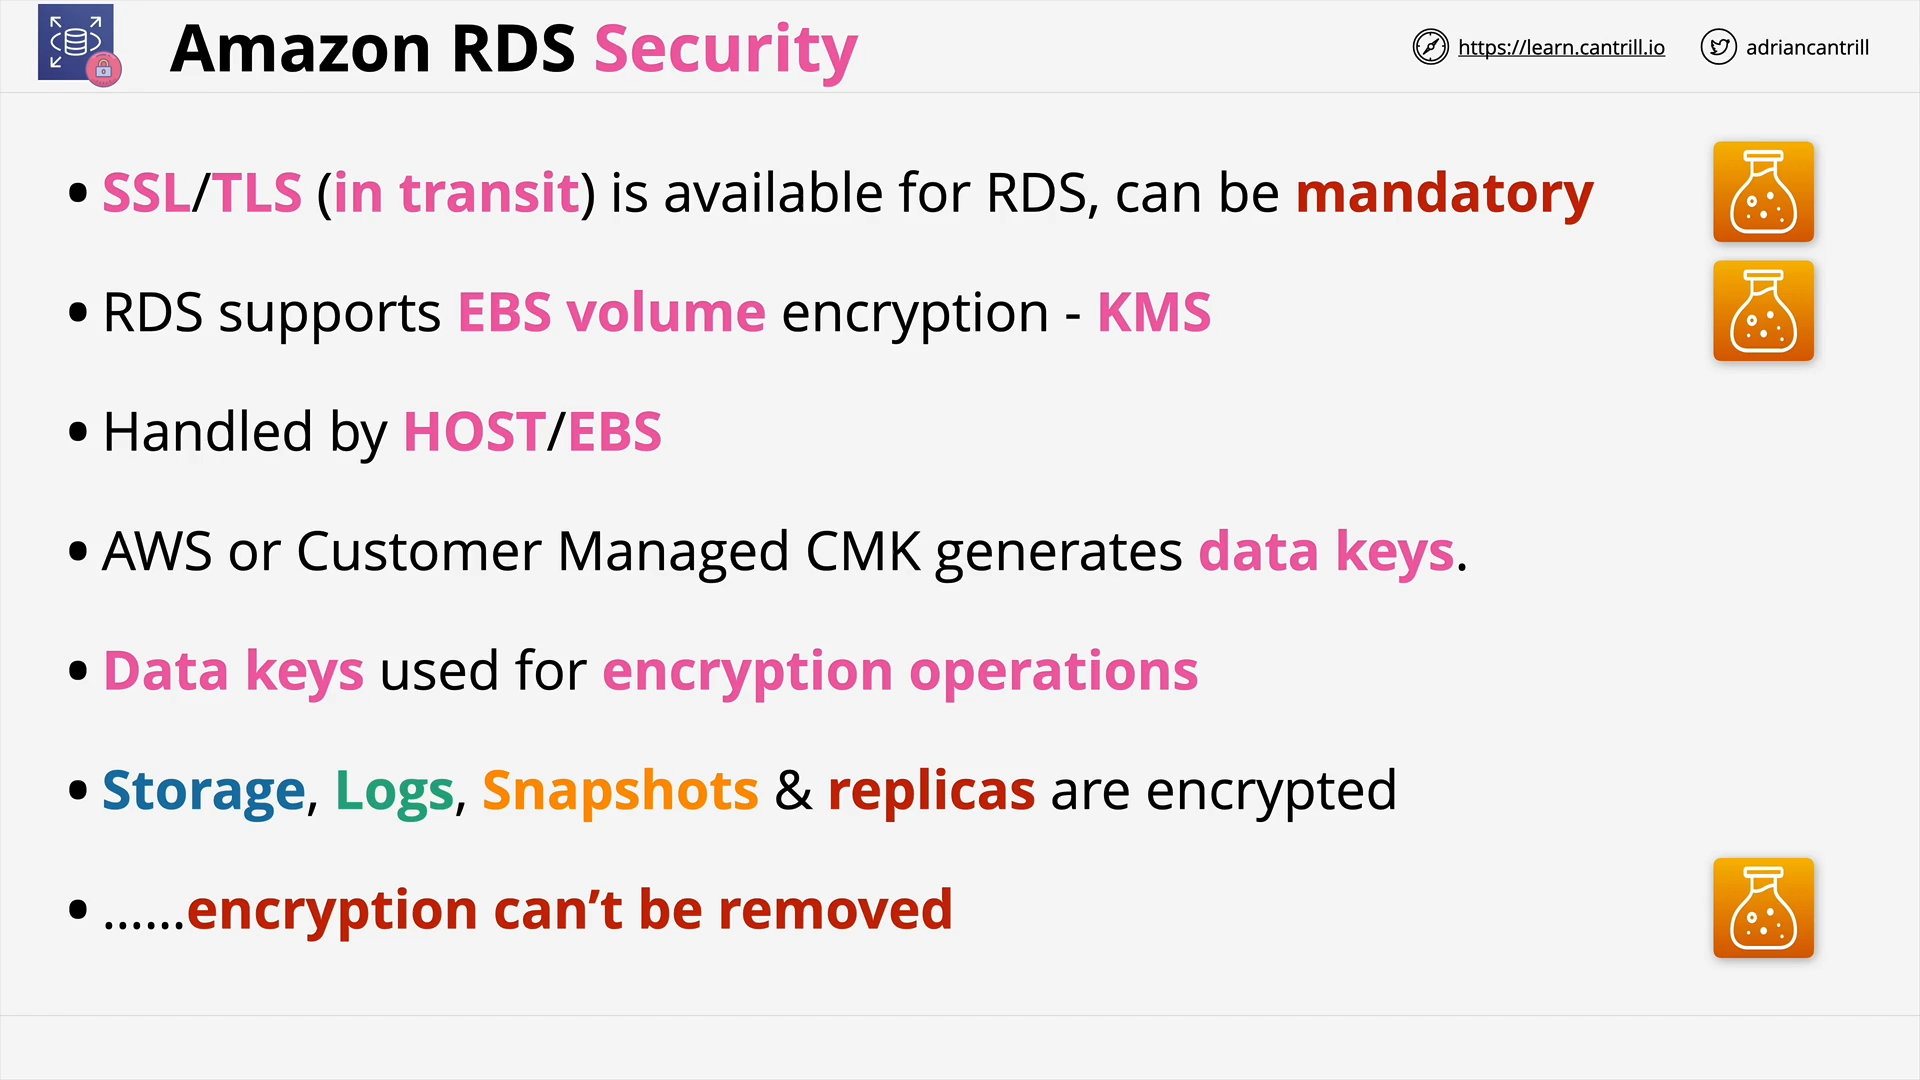 Amazon RDS Security
https://learn.cantrill.io
adriancantrill
• SSL/TLS (in transit) is available for RDS, can be mandatory
• RDS supports EBS volume encryption - KMS
• Handled by HOST/EBS
• AWS or Customer Managed CMK generates data keys.
• Data keys used for encryption operations
• Storage, Logs, Snapshots & replicas are encrypted
• ......encryption can’t be removed